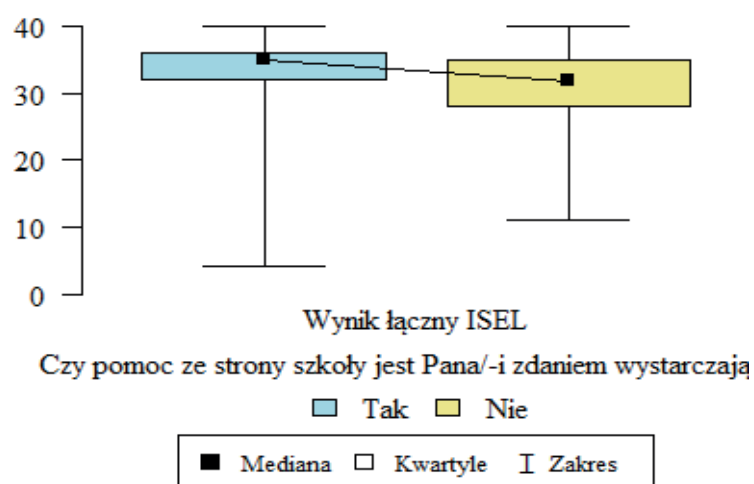 40
30
20
10
0
Wynik łączny ISEL
Czy pomoc ze strony szkoły jest Pana/-i zdaniem wystarczają
Tak Nie
Mediana Kwartyle Zakres